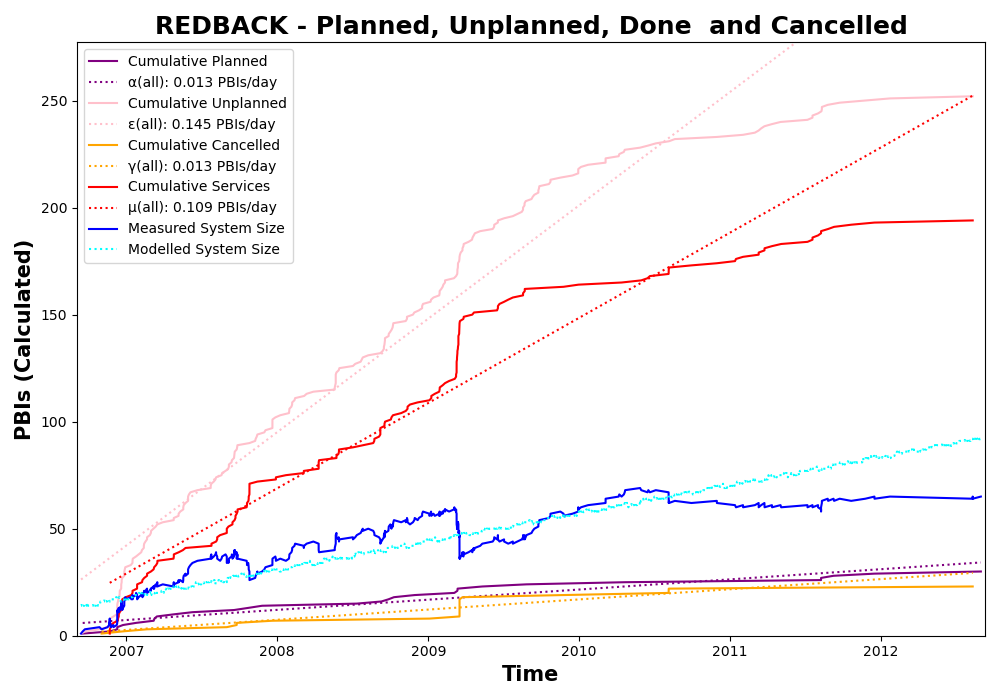 REDBACK - Planned, Unplanned, Done  and Cancelled
Cumulative Planned
α(all): 0.013 PBIs/day
Cumulative Unplanned
ε(all): 0.145 PBIs/day
Cumulative Cancelled
γ(all): 0.013 PBIs/day
Cumulative Services
μ(all): 0.109 PBIs/day
Measured System Size
Modelled System Size
PBIs (Calculated)
250
200
150
100
50
0
2007 2008 2009 2010 2011 2012
Time